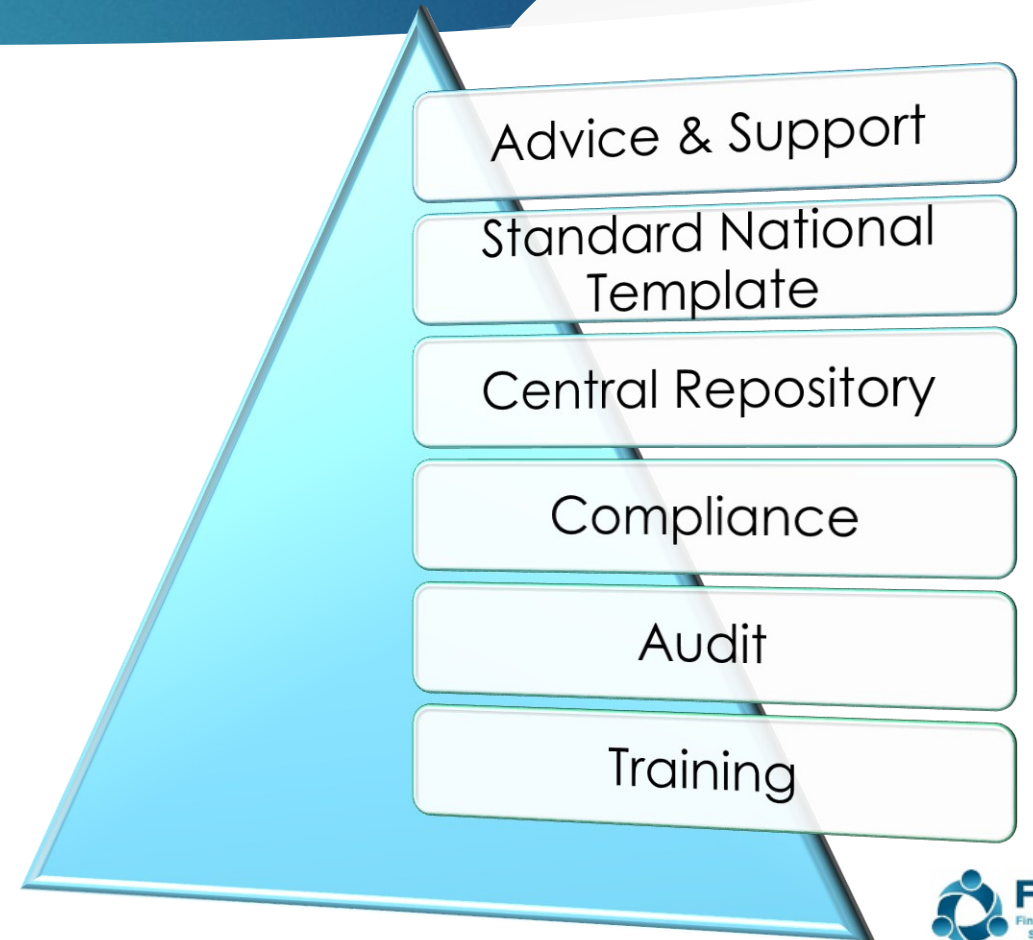 Advice & Support
Standard National
Template
Central Repository
Compliance
Audit
Training